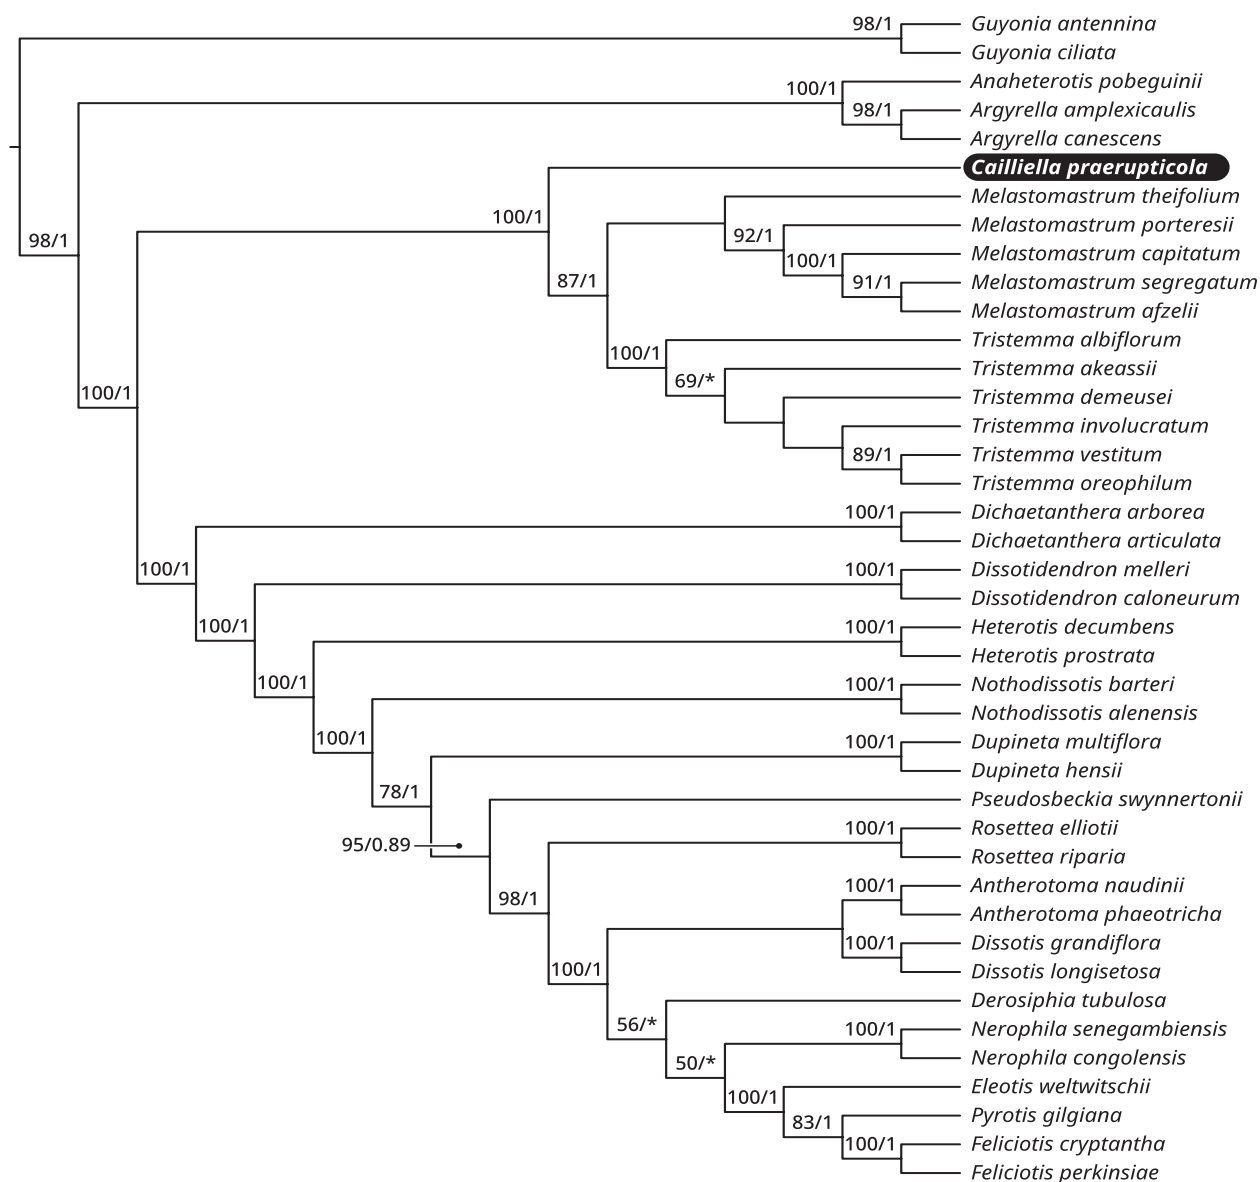 98/1 Guyonia antennina
Guyonia ciliata
Anaheterotis pobeguinii
100/1
98/1 Argyrella amplexicaulis
Argyrella canescens
Cailliella praerupticola
Melastomastrum theifolium
100/1
Melastomastrum porteresii
92/1
98/1
Melastomastrum capitatum
100/1
87/1
91/1 Melastomastrum segregatum
Melastomastrum afzelii
Tristemma albiflorum
100/1
Tristemma akeassii
69/*
100/1
Tristemma demeusei
Tristemma involucratum
89/1 Tristemma vestitum
Tristemma oreophilum
100/1 Dichaetanthera arborea
Dichaetanthera articulata
100/1
100/1 Dissotidendron melleri
Dissotidendron caloneurum
100/1
100/1 Heterotis decumbens
Heterotis prostrata
100/1
100/1 Nothodissotis barteri
Nothodissotis alenensis
100/1
100/1 Dupineta multiflora
Dupineta hensii
78/1
Pseudosbeckia swynnertonii
100/1 Rosettea elliotii
95/0.89
Rosettea riparia
100/1 Antherotoma naudinii
98/1
Antherotoma phaeotricha
100/1 Dissotis grandiflora
Dissotis longisetosa
100/1
Derosiphia tubulosa
56/*
100/1 Nerophila senegambiensis
Nerophila congolensis
50/*
Eleotis weltwitschii
100/1
Pyrotis gilgiana
83/1
100/1 Feliciotis cryptantha
Feliciotis perkinsiae